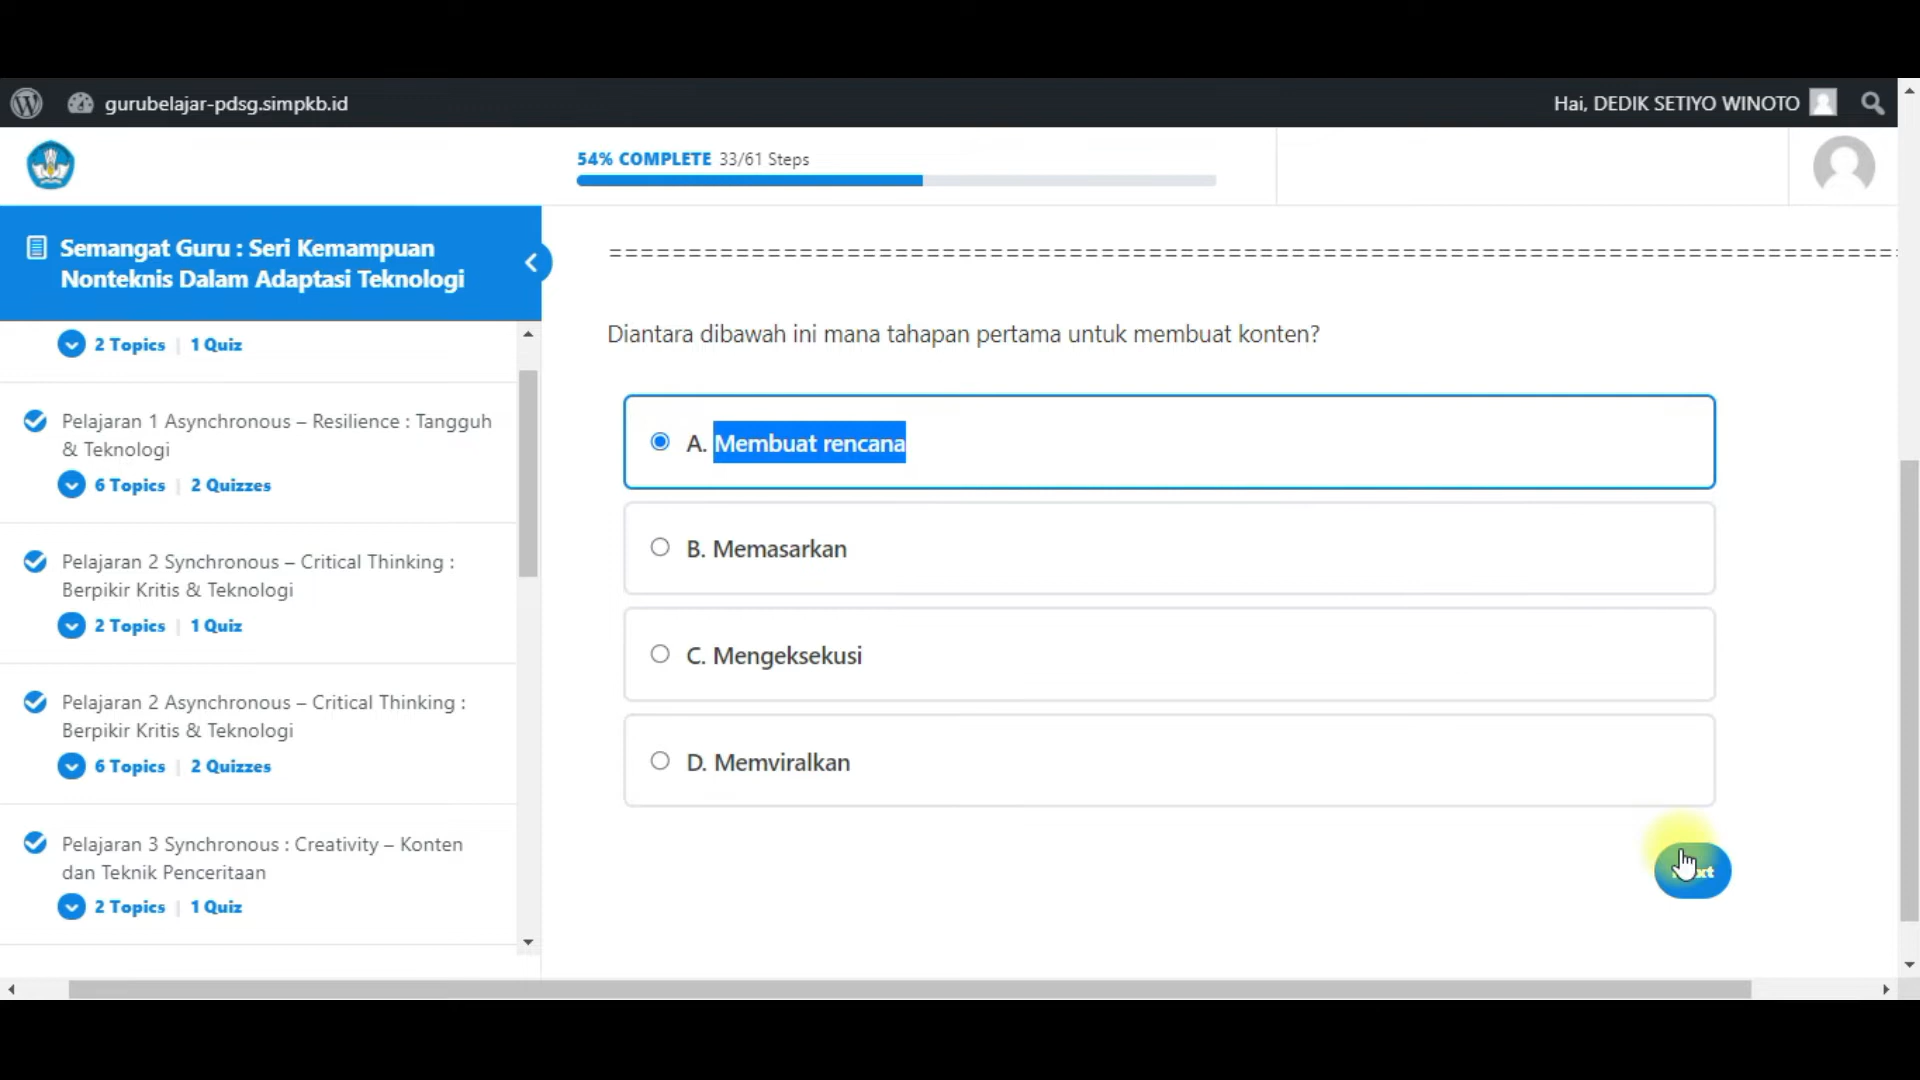 gurubelajar-pdsg.simpkb.id
Hai, DEDIK SETIYO WINOTO
54% COMPLETE 33/61 Steps
Semangat Guru : Seri Kemampuan
Nonteknis Dalam Adaptasi Teknologi
2 Topics | 1 Quiz
Pelajaran 1 Asynchronous – Resilience : Tangguh
& Teknologi
6 Topics | 2 Quizzes
Pelajaran 2 Synchronous – Critical Thinking :
Berpikir Kritis & Teknologi
2 Topics | 1 Quiz
Pelajaran 2 Asynchronous – Critical Thinking :
Berpikir Kritis & Teknologi
6 Topics | 2 Quizzes
Pelajaran 3 Synchronous : Creativity – Konten
dan Teknik Penceritaan
2 Topics | 1 Quiz
Diantara dibawah ini mana tahapan pertama untuk membuat konten?
A. Membuat rencana
B. Memasarkan
C. Mengeksekusi
D. Memviralkan